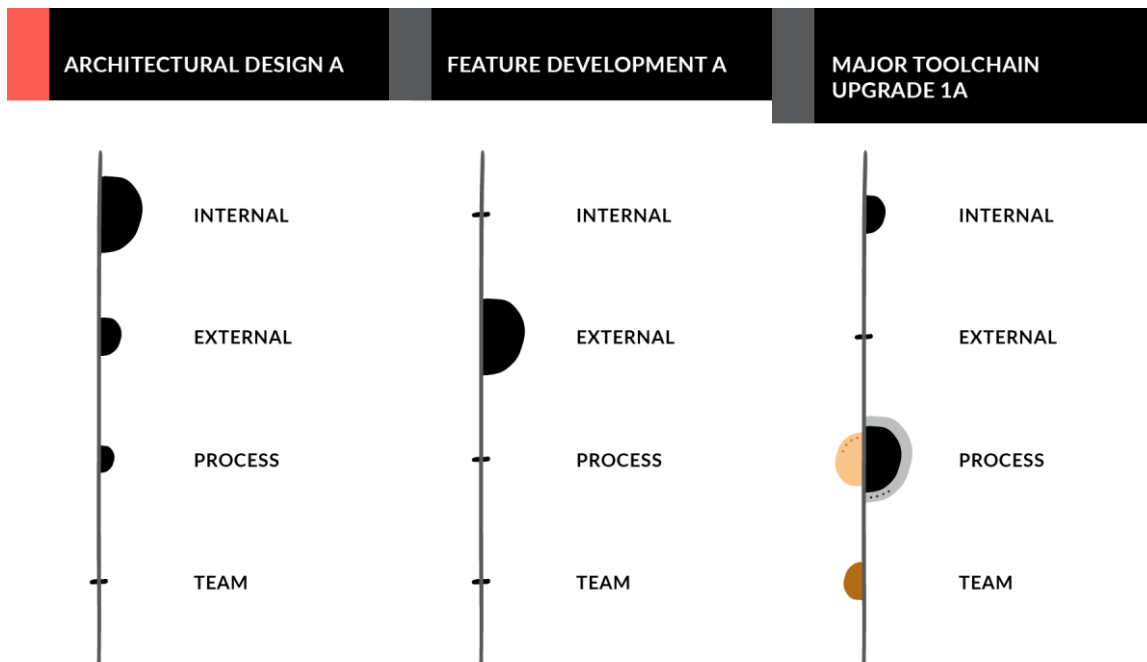 ARCHITECTURAL DESIGN A
INTERNAL
EXTERNAL
PROCESS
TEAM
FEATURE DEVELOPMENT A
INTERNAL
EXTERNAL
PROCESS
TEAM
MAJOR TOOLCHAIN
UPGRADE 1A
INTERNAL
EXTERNAL
PROCESS
TEAM